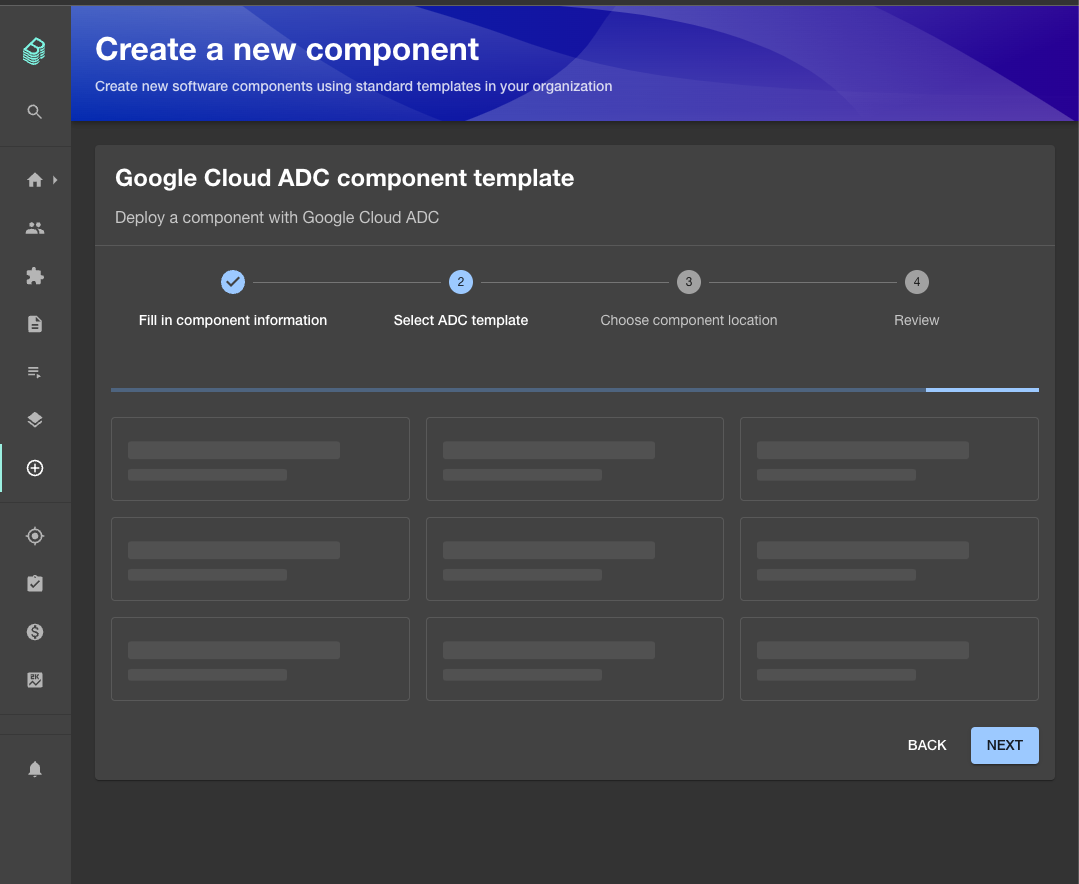 Create a new component
Create new software components using standard templates in your organization
Google Cloud ADC component template
Deploy a component with Google Cloud ADC
2
3
4
Fill in component information
Select ADC template
Choose component location
Review
BACK
NEXT